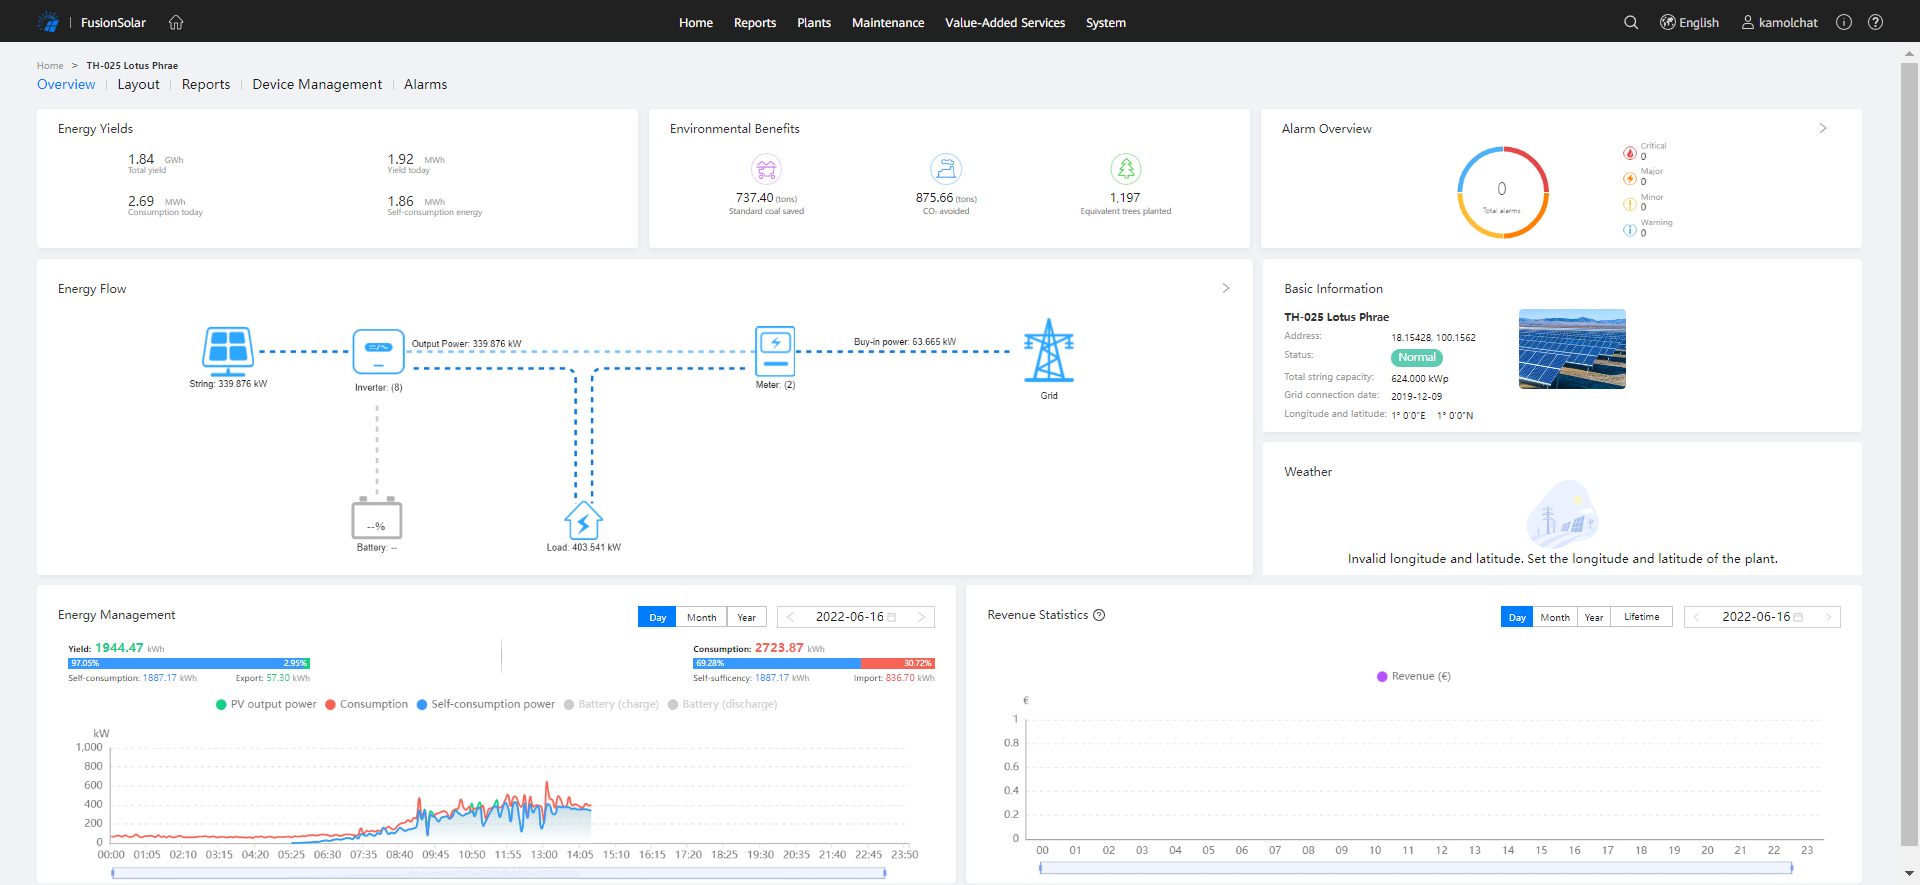 FusionSolar
Home Reports Plants Maintenance Value-Added Services System
English kamolchat
Home > TH-025 Lotus Phrae
Overview Layout Reports Device Management Alarms
Energy Yields
1.84 GWh
Total yield
1.92 MWh
Yield today
2.69 MWh
Consumption today
1.86 MWh
Self-consumption energy
Environmental Benefits
737.40 (tons)
Standard coal saved
875.66 (tons)
CO₂ avoided
1,197
Equivalent trees planted
Alarm Overview
0
Total alarms
Critical
0
Major
0
Minor
0
Warning
0
Energy Flow
String: 339.876 kW
Inverter: (8)
Output Power: 339.876 kW
Meter: (2)
Buy-in power: 63.665 kW
Grid
--%
Battery: --
Load: 403.541 kW
Basic Information
TH-025 Lotus Phrae
Address: 18.15428, 100.1562
Status: Normal
Total string capacity: 624.000 kWp
Grid connection date: 2019-12-09
Longitude and latitude: 1° 0'0"E 1° 0'0"N
Weather
Invalid longitude and latitude. Set the longitude and latitude of the plant.
Energy Management
Day Month Year
2022-06-16
Yield: 1944.47 kWh
97.05% 2.95%
Self-consumption: 1887.17 kWh Export: 57.30 kWh
Consumption: 2723.87 kWh
69.28% 30.72%
Self-sufficency: 1887.17 kWh Import: 836.70 kWh
PV output power Consumption Self-consumption power Battery (charge) Battery (discharge)
kW
1,000
800
600
400
200
0
00:00 01:05 02:10 03:15 04:20 05:25 06:30 07:35 08:40 09:45 10:50 11:55 13:00 14:05 15:10 16:15 17:20 18:25 19:30 20:35 21:40 22:45 23:50
Revenue Statistics
Day Month Year Lifetime
2022-06-16
Revenue (€)
€
1
0.8
0.6
0.4
0.2
0
00 01 02 03 04 05 06 07 08 09 10 11 12 13 14 15 16 17 18 19 20 21 22 23